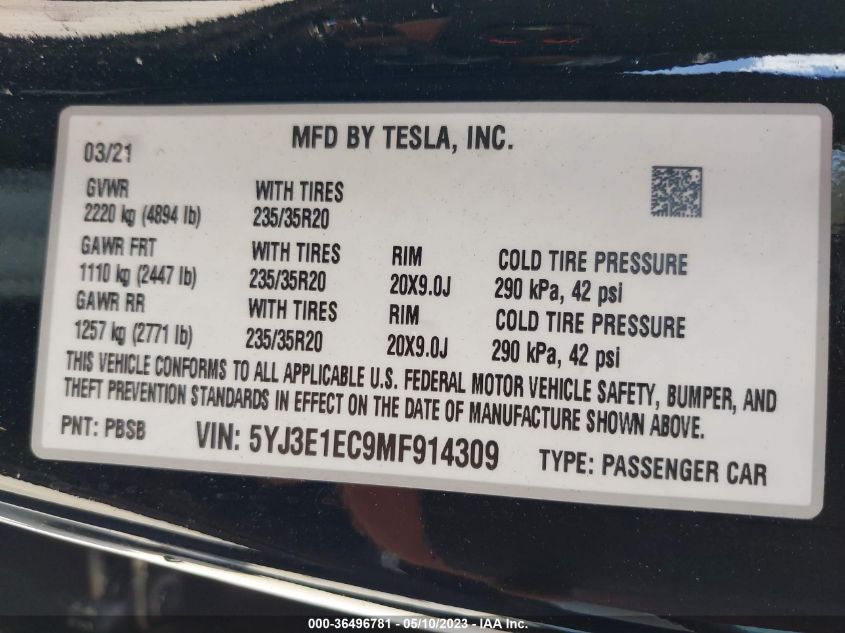 MFD BY TESLA, INC.
03/21
GVWR WITH TIRES
2220 kg (4894 lb) 235/35R20
GAWR FRT WITH TIRES RIM COLD TIRE PRESSURE
1110 kg (2447 lb) 235/35R20 20X9.0J 290 kPa, 42 psi
GAWR RR WITH TIRES RIM COLD TIRE PRESSURE
1257 kg (2771 lb) 235/35R20 20X9.0J 290 kPa, 42 psi
THIS VEHICLE CONFORMS TO ALL APPLICABLE U.S. FEDERAL MOTOR VEHICLE SAFETY, BUMPER, AND
THEFT PREVENTION STANDARDS IN EFFECT ON THE DATE OF MANUFACTURE SHOWN ABOVE.
PNT: PBSB VIN: 5YJ3E1EC9MF914309 TYPE: PASSENGER CAR
000-36496781 - 05/10/2023 - IAAI.COM